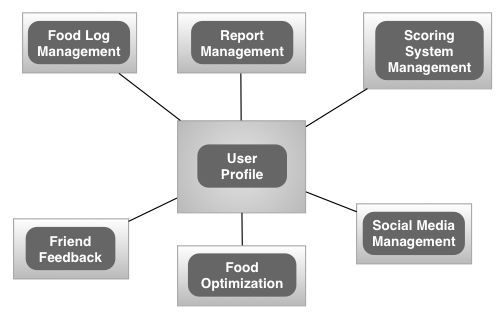 Food Log
Management
Report
Management
Scoring
System
Management
User
Profile
Friend
Feedback
Food
Optimization
Social Media
Management